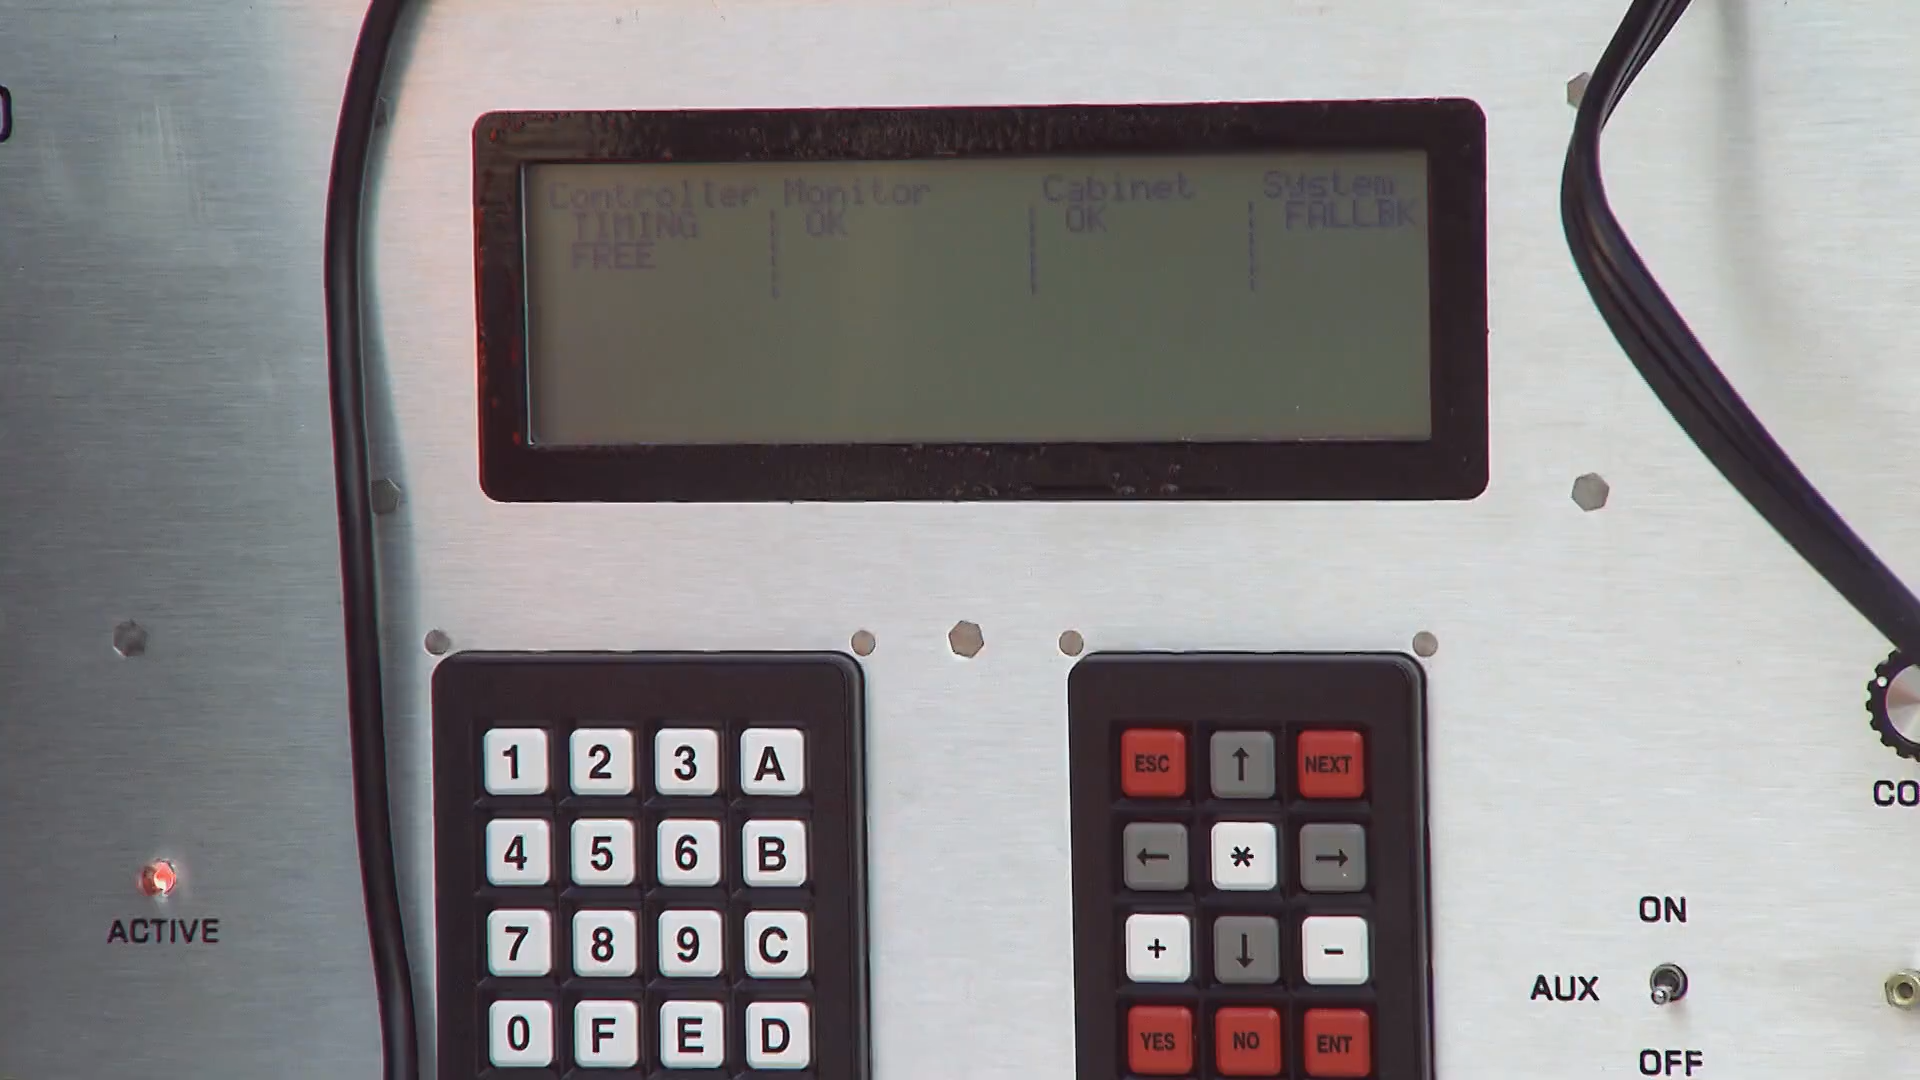 Controller Monitor Cabinet System
TIMING OK OK FALLBK
FREE
1 2 3 A
4 5 6 B
7 8 9 C
0 F E D
ESC ↑ NEXT
← * →
+ ↓ -
YES NO ENT
ACTIVE
CO
ON
AUX
OFF